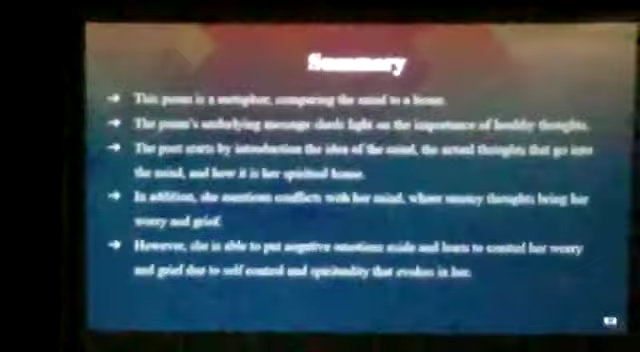 Summary
This poem is a metaphor, comparing the mind to a house.
The poem's underlying message sheds light on the importance of healthy thoughts.
The poet starts by introduction the idea of the mind, the actual thoughts that go into
the mind, and how it is her spiritual home.
In addition, she mentions conflicts with her mind, where enemy thoughts bring her
worry and grief.
However, she is able to put negative emotions aside and learn to control her worry
and grief due to self control and spirituality that evokes in her.